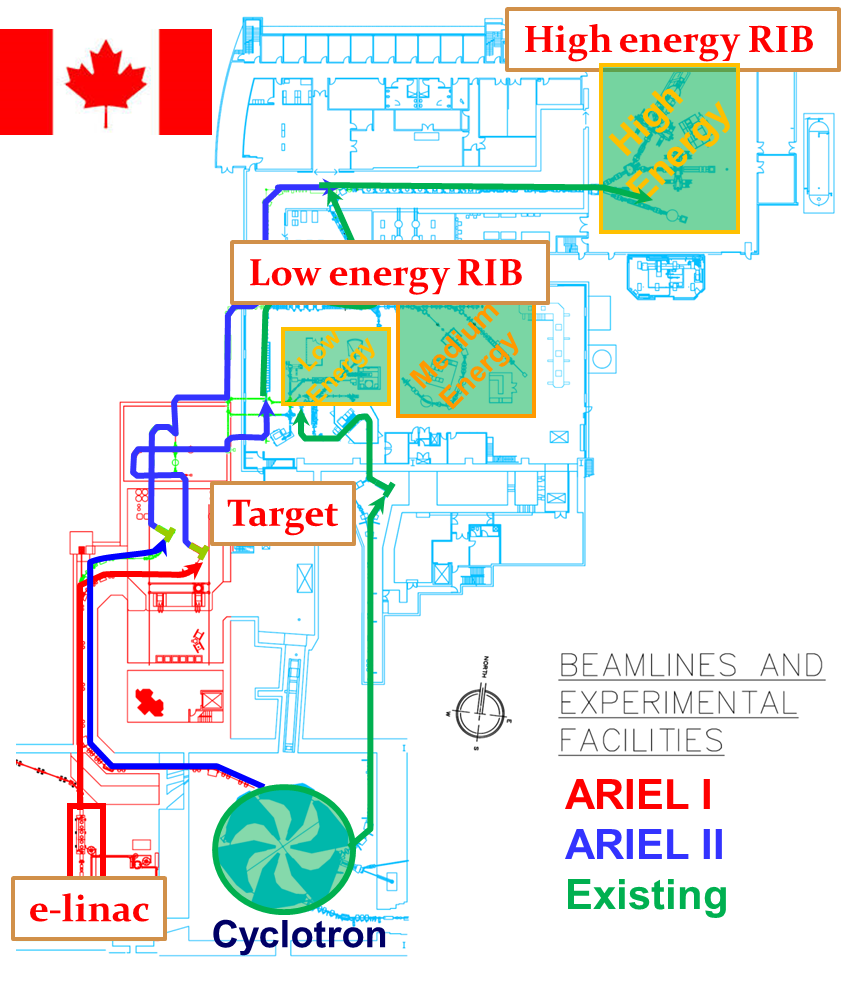 High energy RIB
High
Energy
Low energy RIB
Low
Energy
Medium
Energy
Target
NORTH
W
E
S
BEAMLINES AND
EXPERIMENTAL
FACILITIES
ARIEL I
ARIEL II
Existing
e-linac
Cyclotron